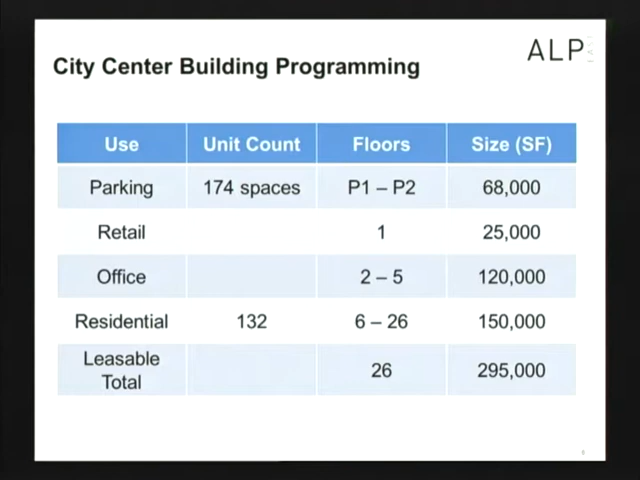 City Center Building Programming
ALP
Use Unit Count Floors Size (SF)
Parking 174 spaces P1 – P2 68,000
Retail 1 25,000
Office 2 – 5 120,000
Residential 132 6 – 26 150,000
Leasable
Total
26 295,000